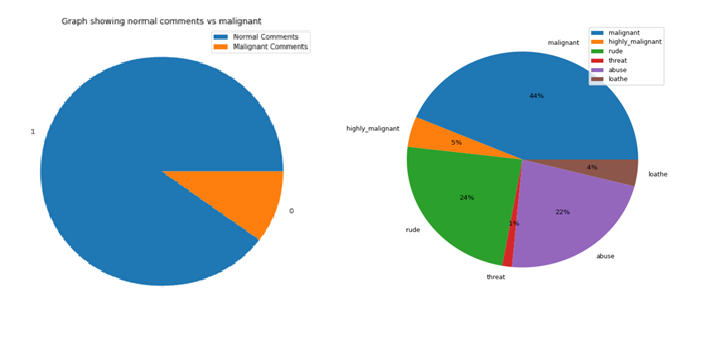 Graph showing normal comments vs malignant
Normal Comments
Malignant Comments
1
0
malignant
highly_malignant
rude
threat
abuse
loathe
malignant
44%
highly_malignant
5%
4%
loathe
24%
22%
1%
rude
abuse
threat